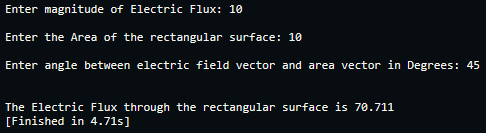 Enter magnitude of Electric Flux: 10
Enter the Area of the rectangular surface: 10
Enter angle between electric field vector and area vector in Degrees: 45
The Electric Flux through the rectangular surface is 70.711
[Finished in 4.71s]